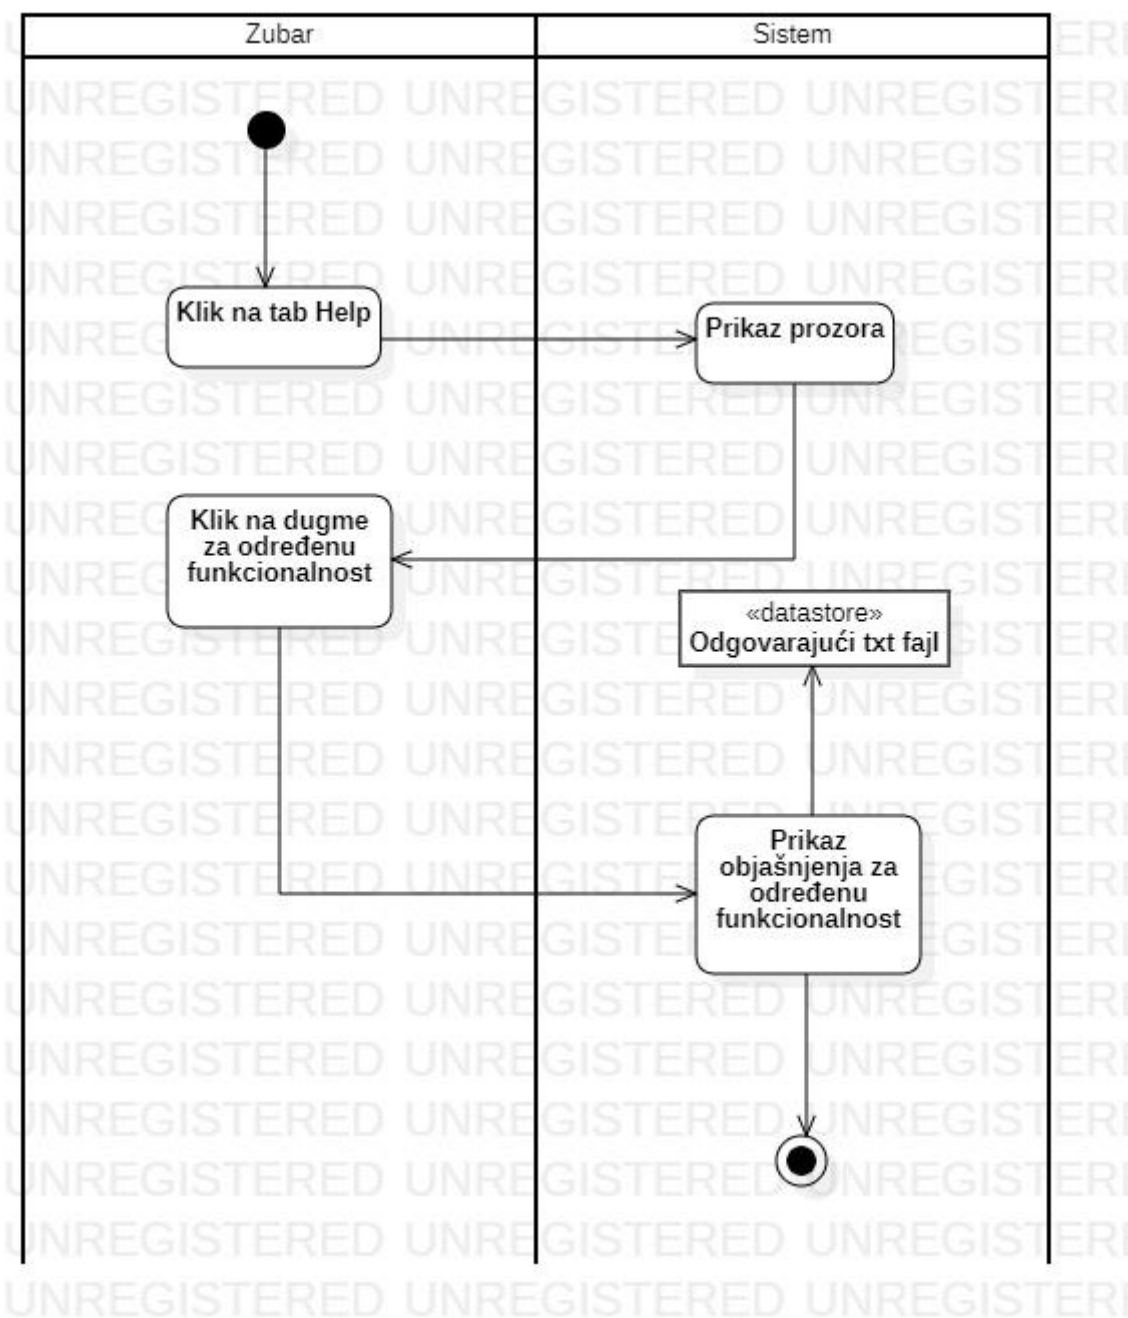 Zubar
Sistem
Klik na tab Help
Prikaz prozora
Klik na dugme
za određenu
funkcionalnost
«datastore»
Odgovarajući txt fajl
Prikaz
objašnjenja za
određenu
funkcionalnost
UNREGISTERED UNREGISTERED UNREGISTERE